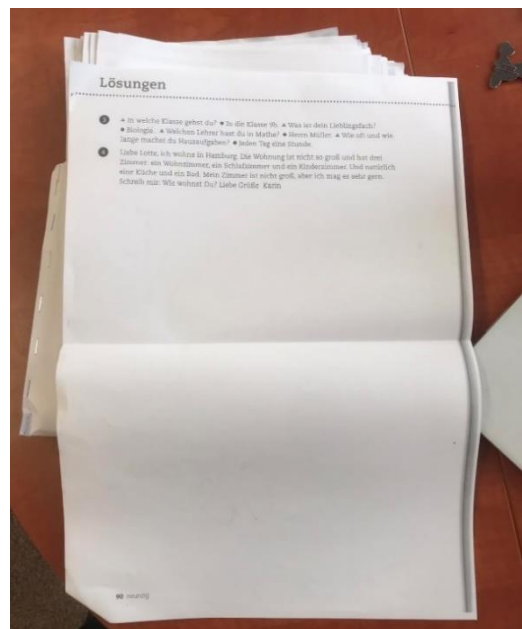 Lösungen
3 ▲ In welche Klasse gehst du? ● In die Klasse 9b. ▲ Was ist dein Lieblingsfach?
● Biologie. ▲ Welchen Lehrer hast du in Mathe? ● Herrn Müller. ▲ Wie oft und wie
lange machst du Hausaufgaben? ● Jeden Tag eine Stunde.
4 Liebe Lotta, ich wohne in Hamburg. Die Wohnung ist nicht so groß und hat drei
Zimmer: ein Wohnzimmer, ein Schlafzimmer und ein Kinderzimmer. Und natürlich
eine Küche und ein Bad. Mein Zimmer ist nicht groß, aber ich mag es sehr gern.
Schreib mir: Wie wohnst Du? Liebe Grüße Karin
90 neunzig